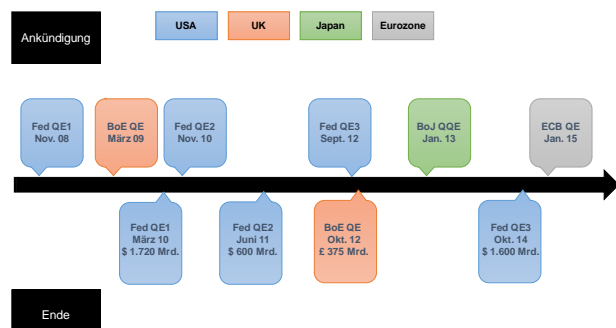 Ankündigung
USA
UK
Japan
Eurozone
Fed QE1
Nov. 08
BoE QE
März 09
Fed QE2
Nov. 10
Fed QE3
Sept. 12
BoJ QQE
Jan. 13
ECB QE
Jan. 15
Fed QE1
März 10
$ 1.720 Mrd.
Fed QE2
Juni 11
$ 600 Mrd.
BoE QE
Okt. 12
£ 375 Mrd.
Fed QE3
Okt. 14
$ 1.600 Mrd.
Ende